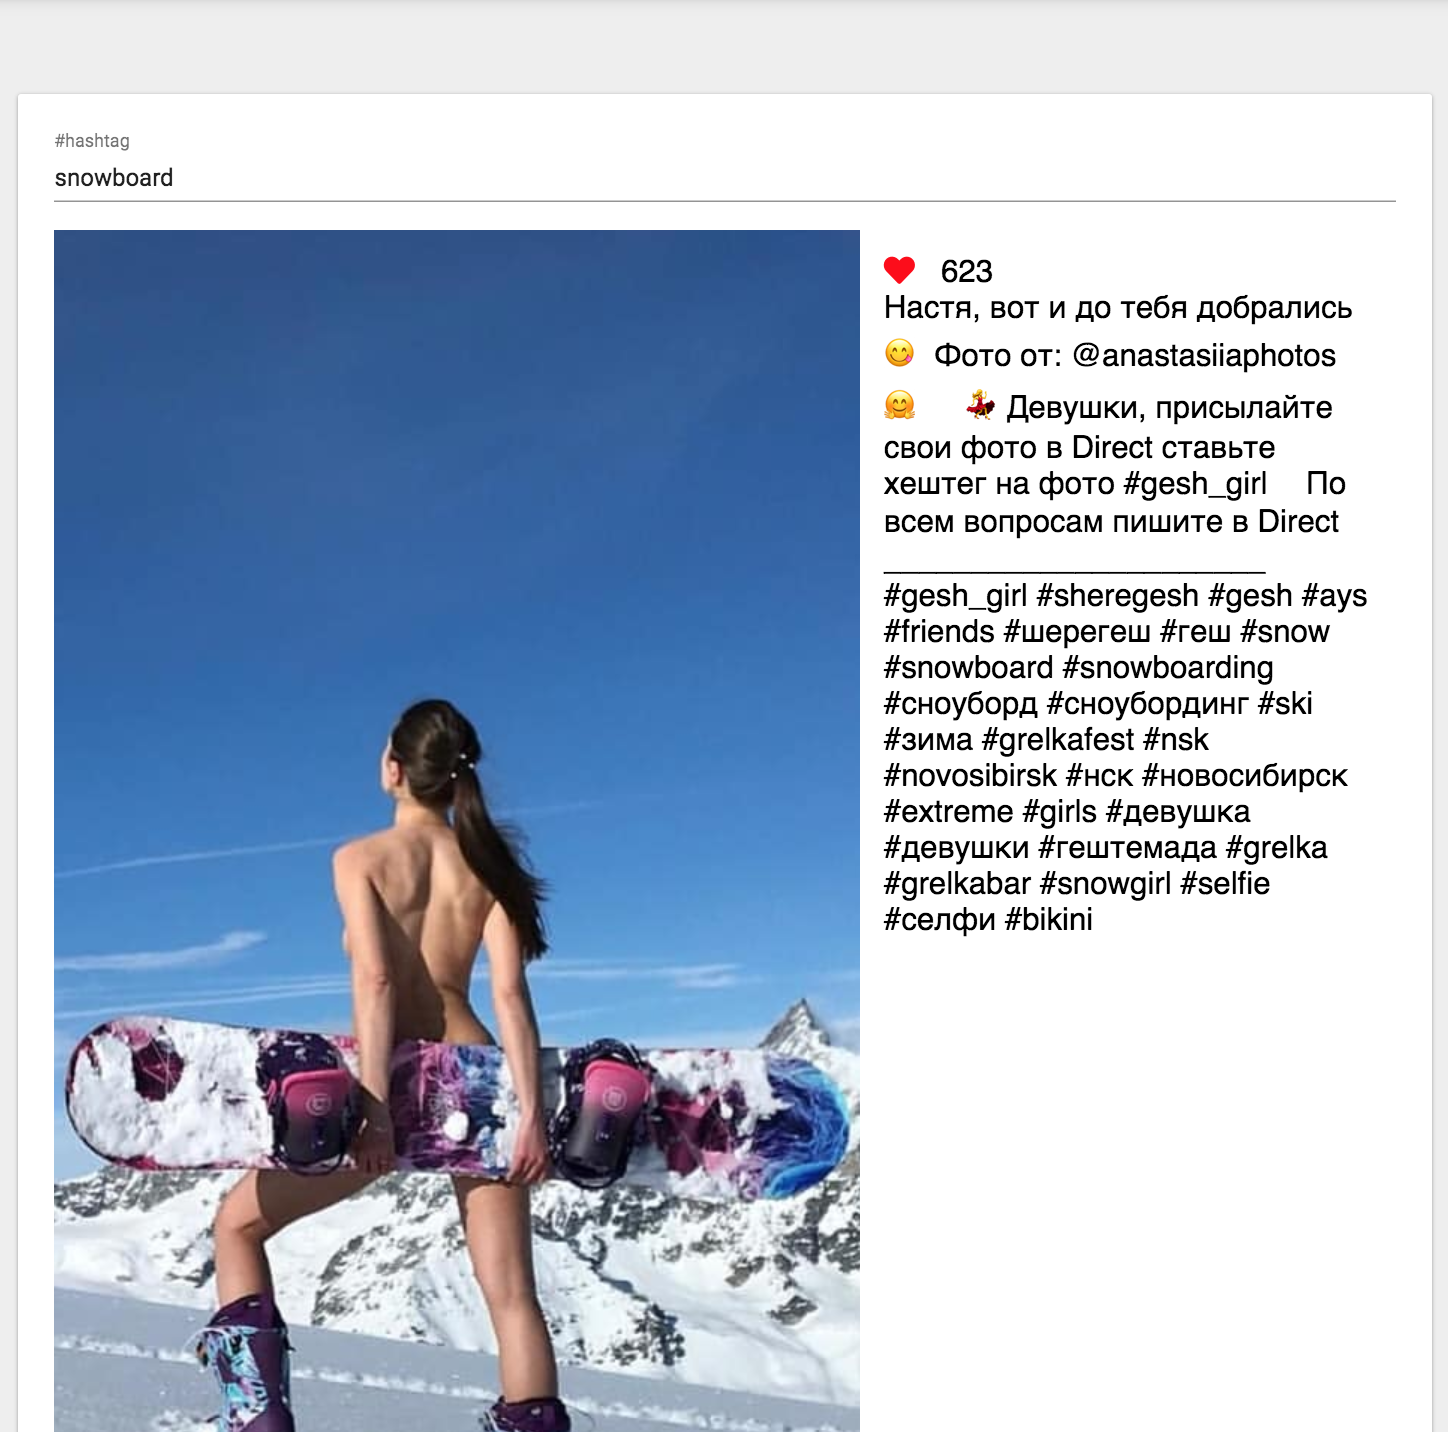 #hashtag
snowboard
❤ 623
Настя, вот и до тебя добрались
😋 Фото от: @anastasiiaphotos
🤗 💃 Девушки, присылайте
свои фото в Direct ставьте
хештег на фото #gesh_girl По
всем вопросам пишите в Direct
______________________
#gesh_girl #sheregesh #gesh #ays
#friends #шерегеш #геш #snow
#snowboard #snowboarding
#сноуборд #сноубординг #ski
#зима #grelkafest #nsk
#novosibirsk #нск #новосибирск
#extreme #girls #девушка
#девушки #гештемада #grelka
#grelkabar #snowgirl #selfie
#селфи #bikini